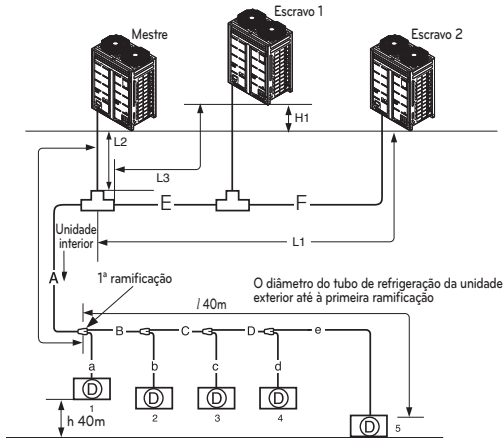 Mestre
Escravo 1
Escravo 2
H1
L2
L3
E
F
L1
Unidade
interior
A
1ª ramificação
O diâmetro do tubo de refrigeração da unidade
exterior até à primeira ramificação
l 40m
B
C
D
e
a
b
c
d
D
D
D
D
D
1
2
3
4
5
h 40m